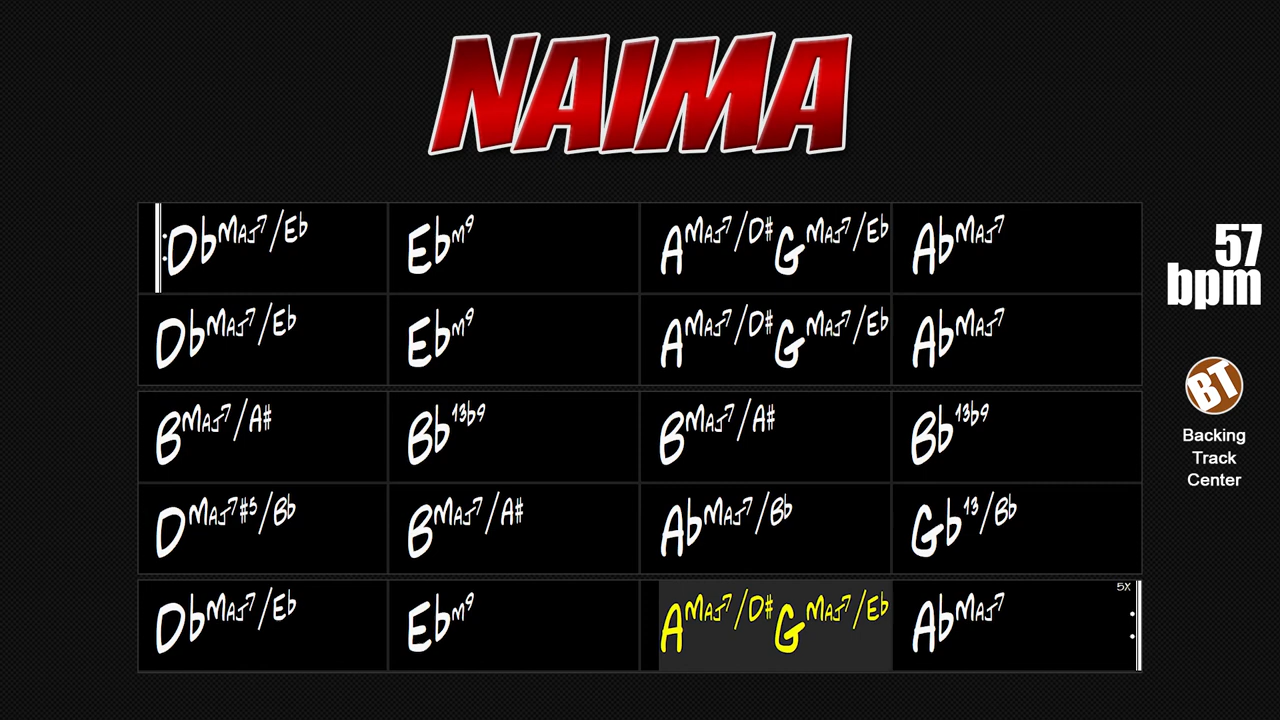 NAIMA
DbMaj7/Eb Ebm9 AMaj7/D# GMaj7/Eb AbMaj7
DbMaj7/Eb Ebm9 AMaj7/D# GMaj7/Eb AbMaj7
BMaj7/A# Bb13b9 BMaj7/A# Bb13b9
DMaj7#5/Bb BMaj7/A# AbMaj7/Bb Gb13/Bb
DbMaj7/Eb Ebm9 AMaj7/D# GMaj7/Eb AbMaj7 5X
57
bpm
BT
Backing
Track
Center